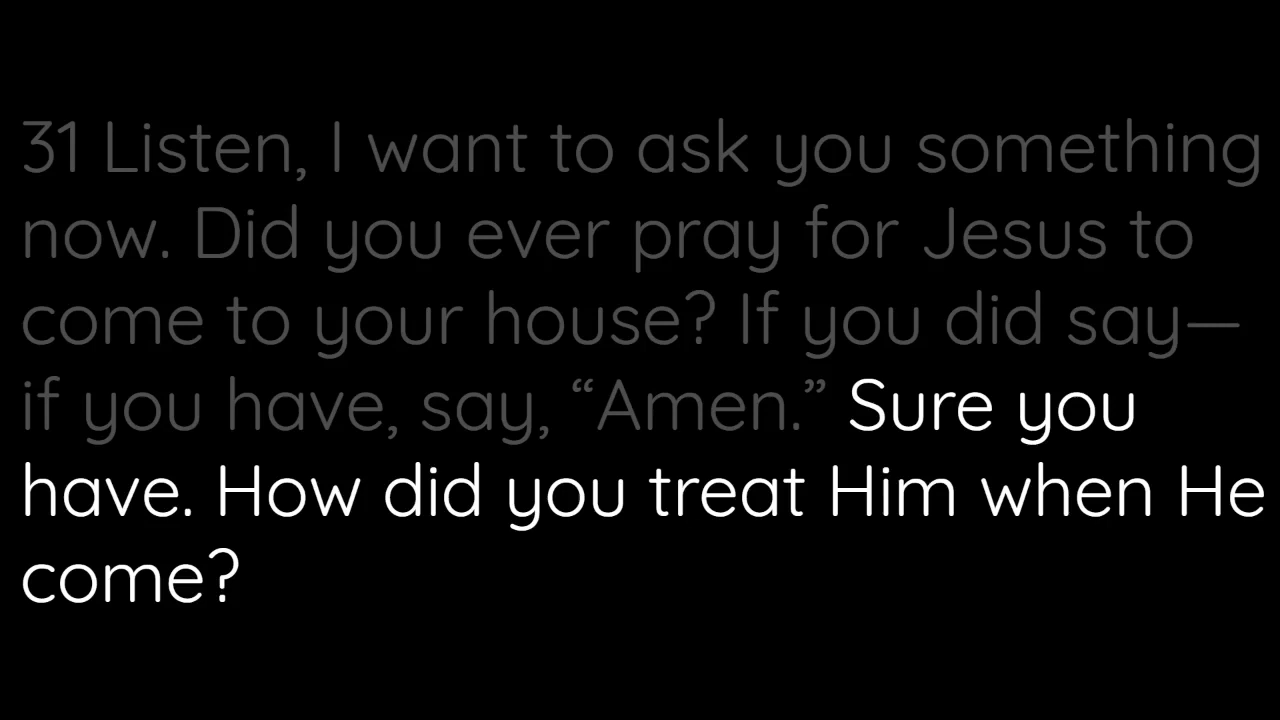 31 Listen, I want to ask you something
now. Did you ever pray for Jesus to
come to your house? If you did say—
if you have, say, “Amen.” Sure you
have. How did you treat Him when He
come?